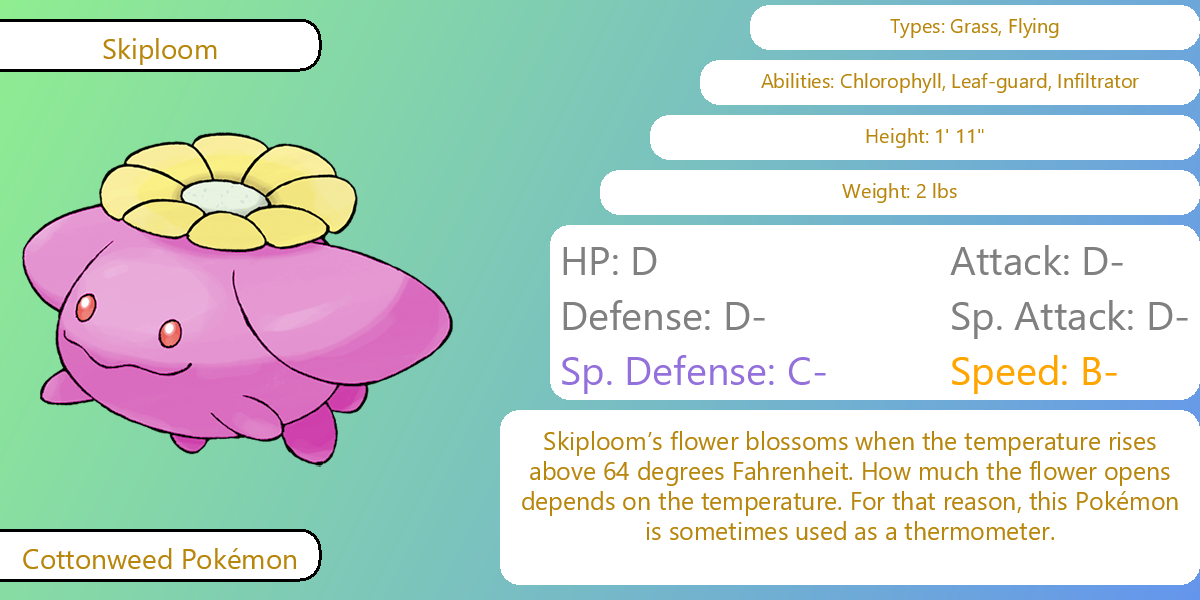 Skiploom
Types: Grass, Flying
Abilities: Chlorophyll, Leaf-guard, Infiltrator
Height: 1' 11"
Weight: 2 lbs
HP: D
Attack: D-
Defense: D-
Sp. Attack: D-
Sp. Defense: C-
Speed: B-
Skiploom’s flower blossoms when the temperature rises
above 64 degrees Fahrenheit. How much the flower opens
depends on the temperature. For that reason, this Pokémon
is sometimes used as a thermometer.
Cottonweed Pokémon